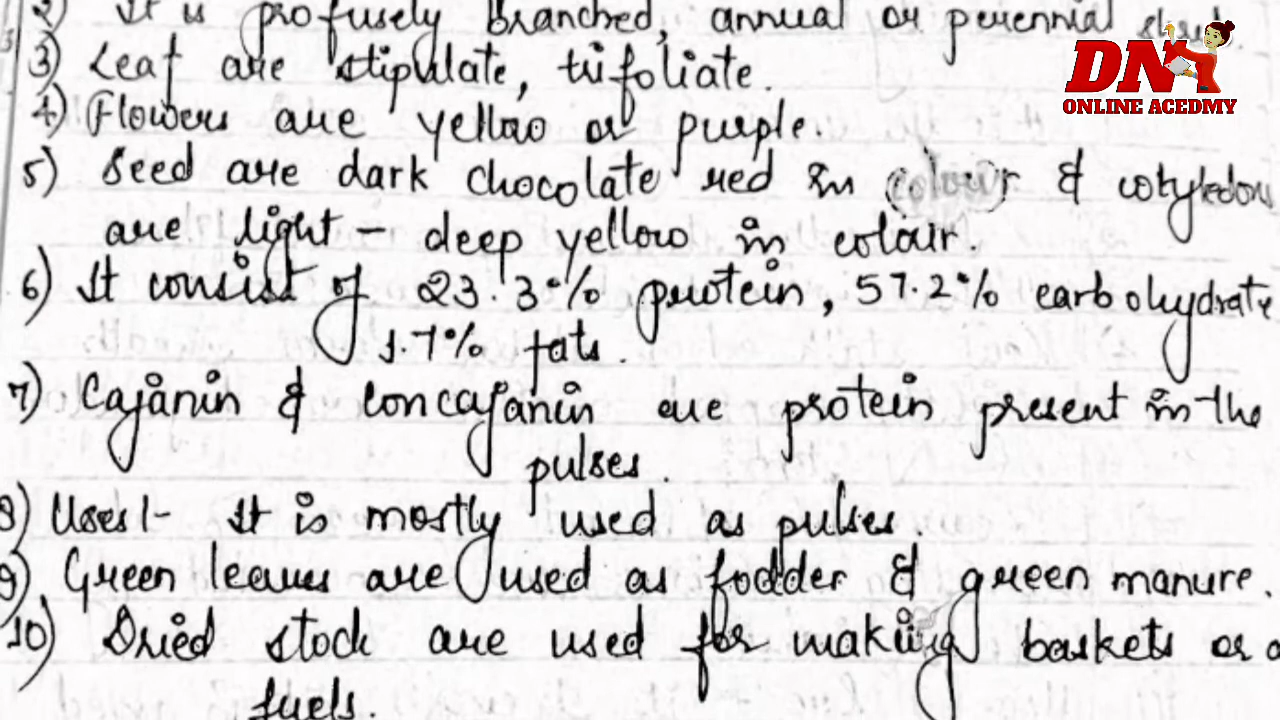 2) It is profusely branched, annual or perennial shrub.
3) Leaf are stipulate, trifoliate.
4) Flowers are yellow or purple.
5) Seed are dark chocolate red in colour & cotyledons
are light - deep yellow in colour.
6) It consist of 23.3% protein, 57.2% carbohydrate
1.7% fats.
7) Cajanin & concajanin are protein present in the
pulses.
8) Uses:- It is mostly used as pulses.
9) Green leaves are used as fodder & green manure.
10) Dried stock are used for making baskets or a
fuels.
DN
ONLINE ACEDMY